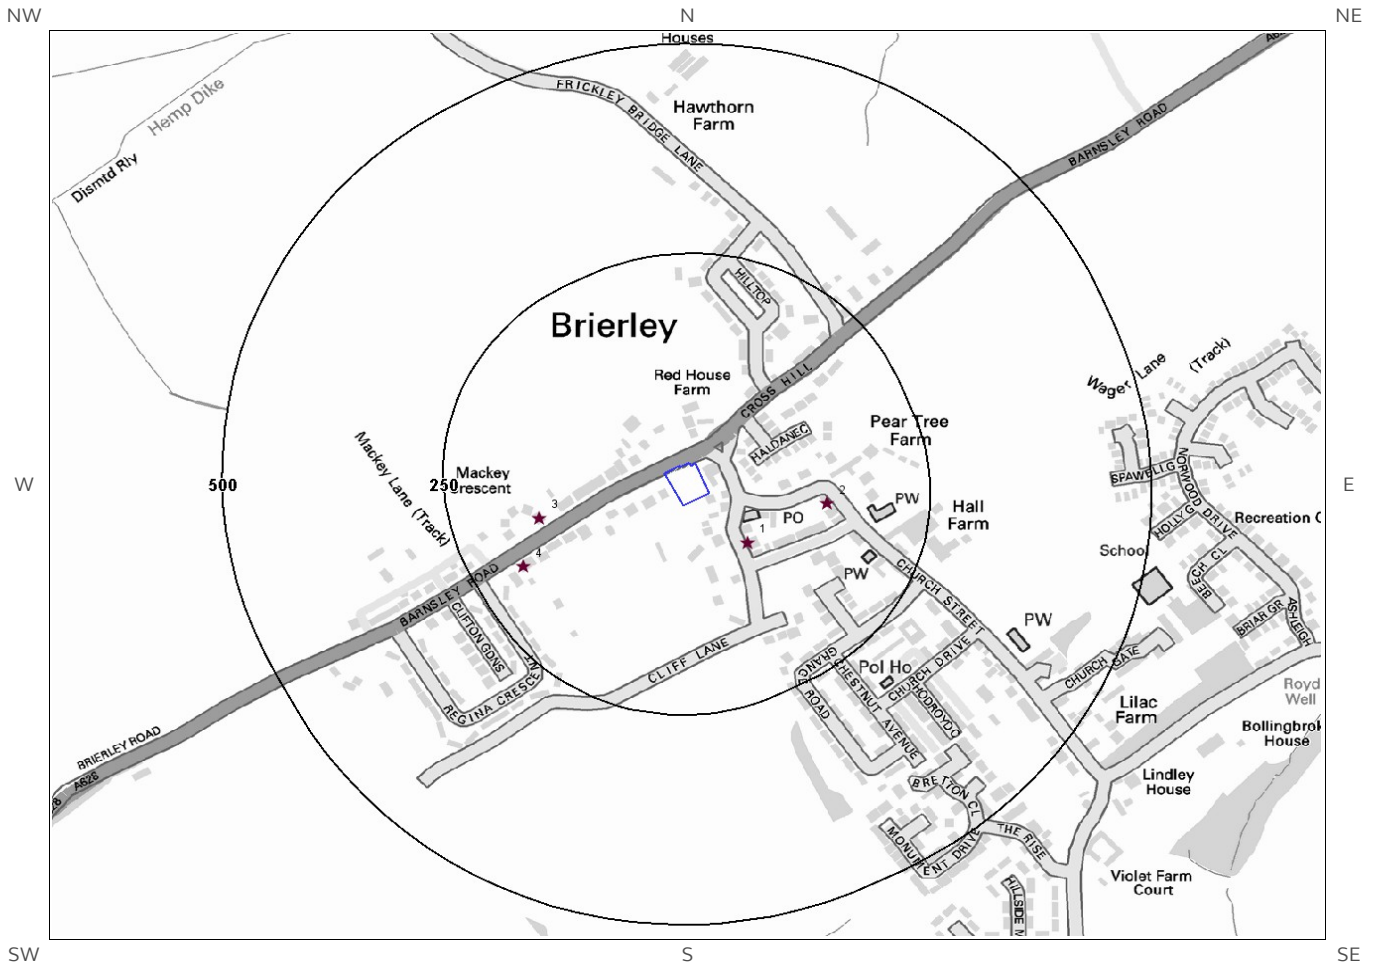 NW
N
NE
Houses
A6
FRICKLEY BRIDGE LANE
Hemp Dike
Hawthorn
Farm
BARNSLEY ROAD
Dismtd Rly
HILLTOP
Brierley
Red House
Farm
CROSS HILL
Wager Lane
(Track)
Pear Tree
Farm
HALDANE C
Mackey Lane (Track)
Mackey
Crescent
W
500
250
E
SPAWELL G
NORWOOD DRIVE
3
2
PW
Hall
Farm
PO
1
HOLLY G
Recreation G
School
4
PW
BEECH CL
BARNSLEY ROAD
CHURCH STREET
ASHLEIGH
BRIAR GR
CLIFTON GDNS
PW
CLIFF LANE
GRANGE ROAD
Pol Ho
CHURCH DRIVE
CHURCH GATE
CHESTNUT AVENUE
HODROYD C
REGINA CRESCENT
Royd
Well
Lilac
Farm
Bollingbrok
House
BRIERLEY ROAD
A628
28
Lindley
House
BRETTON CL
MONUMENT DRIVE
THE RISE
Violet Farm
Court
HILLSIDE M
SW
S
SE